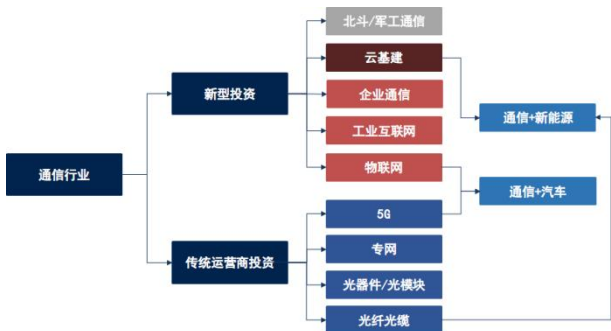 北斗/军工通信
云基建
新型投资
企业通信
通信+新能源
工业互联网
物联网
通信行业
通信+汽车
5G
专网
传统运营商投资
光器件/光模块
光纤光缆